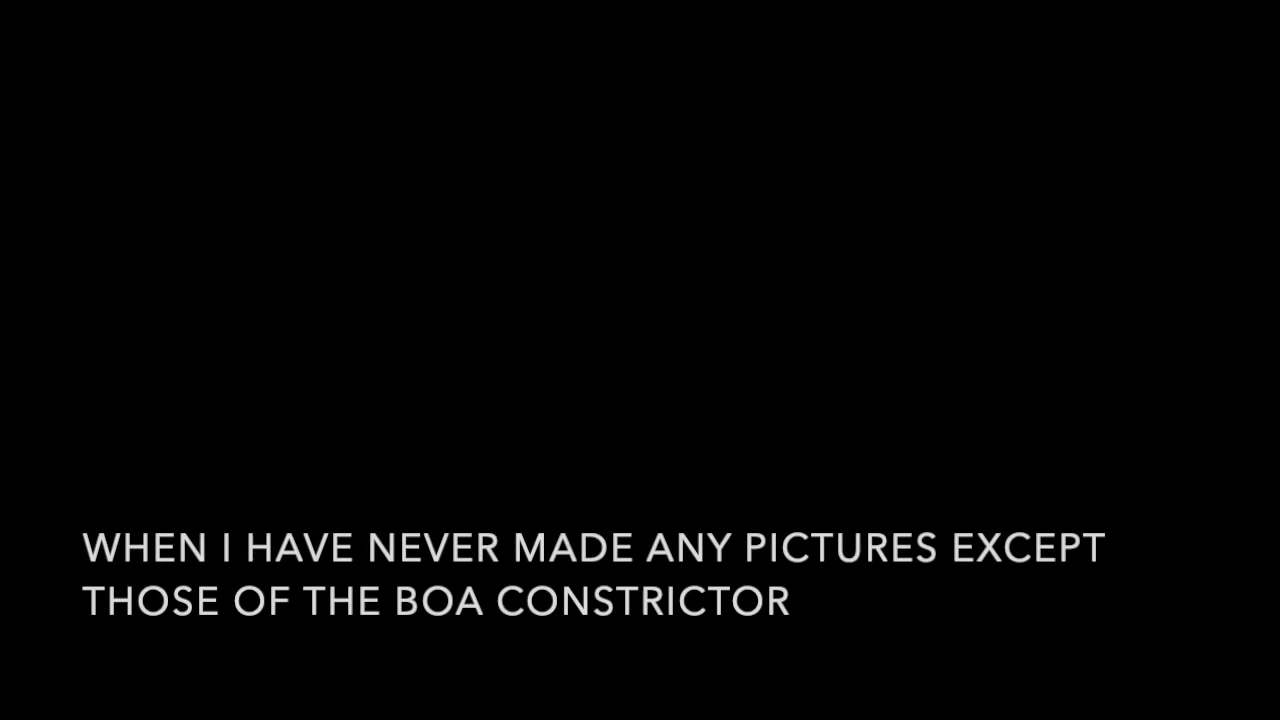 WHEN I HAVE NEVER MADE ANY PICTURES EXCEPT
THOSE OF THE BOA CONSTRICTOR